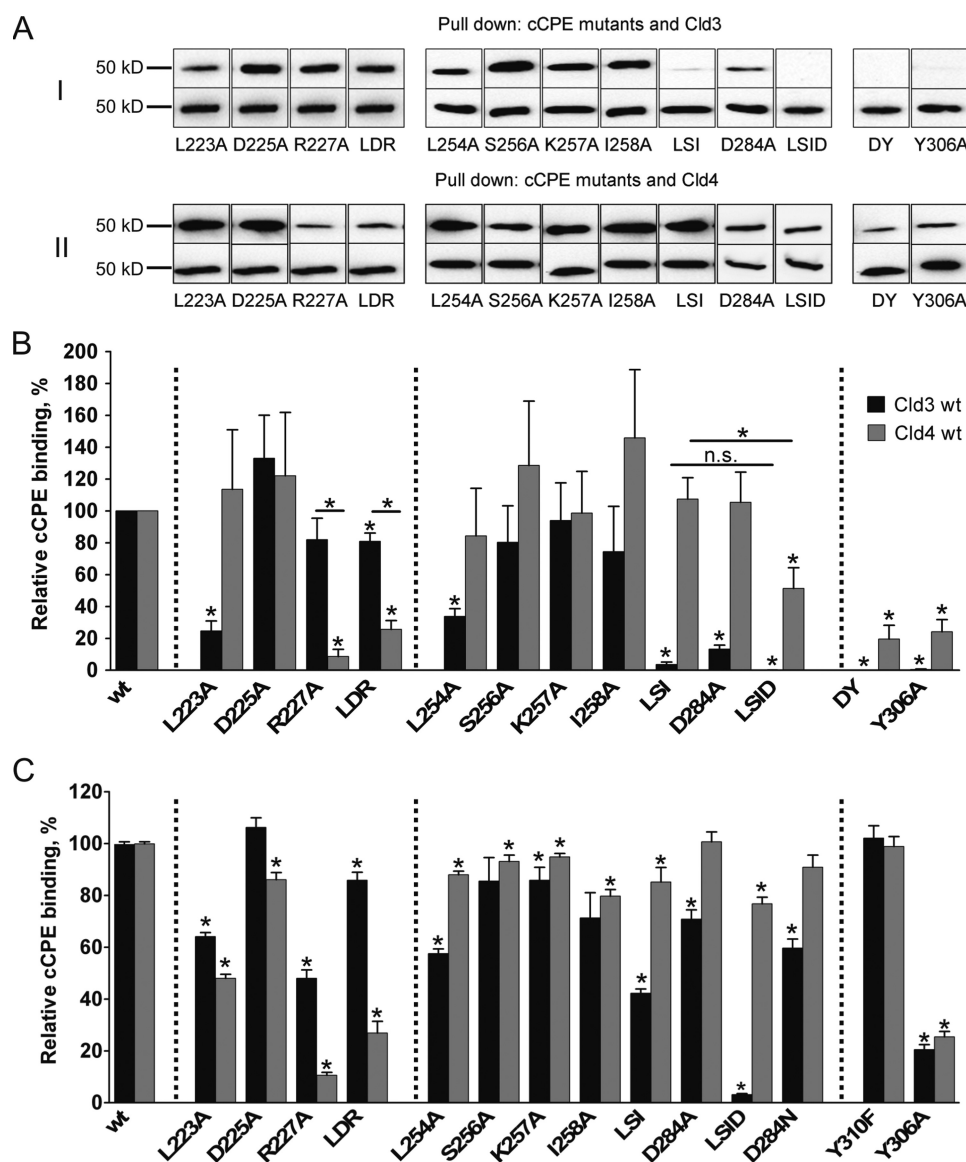 A
Pull down: cCPE mutants and Cld3
I
50 kD
50 kD
L223A D225A R227A LDR L254A S256A K257A I258A LSI D284A LSID DY Y306A
Pull down: cCPE mutants and Cld4
II
50 kD
50 kD
L223A D225A R227A LDR L254A S256A K257A I258A LSI D284A LSID DY Y306A
B
Relative cCPE binding, %
200
180
160
140
120
100
80
60
40
20
0
Cld3 wt
Cld4 wt
* * * * * * * * * * * * * *
n.s.
wt L223A D225A R227A LDR L254A S256A K257A I258A LSI D284A LSID DY Y306A
C
Relative cCPE binding, %
120
100
80
60
40
20
0
* * * * * * * * * * * * * * * * * * * * *
wt L223A D225A R227A LDR L254A S256A K257A I258A LSI D284A LSID D284N Y310F Y306A